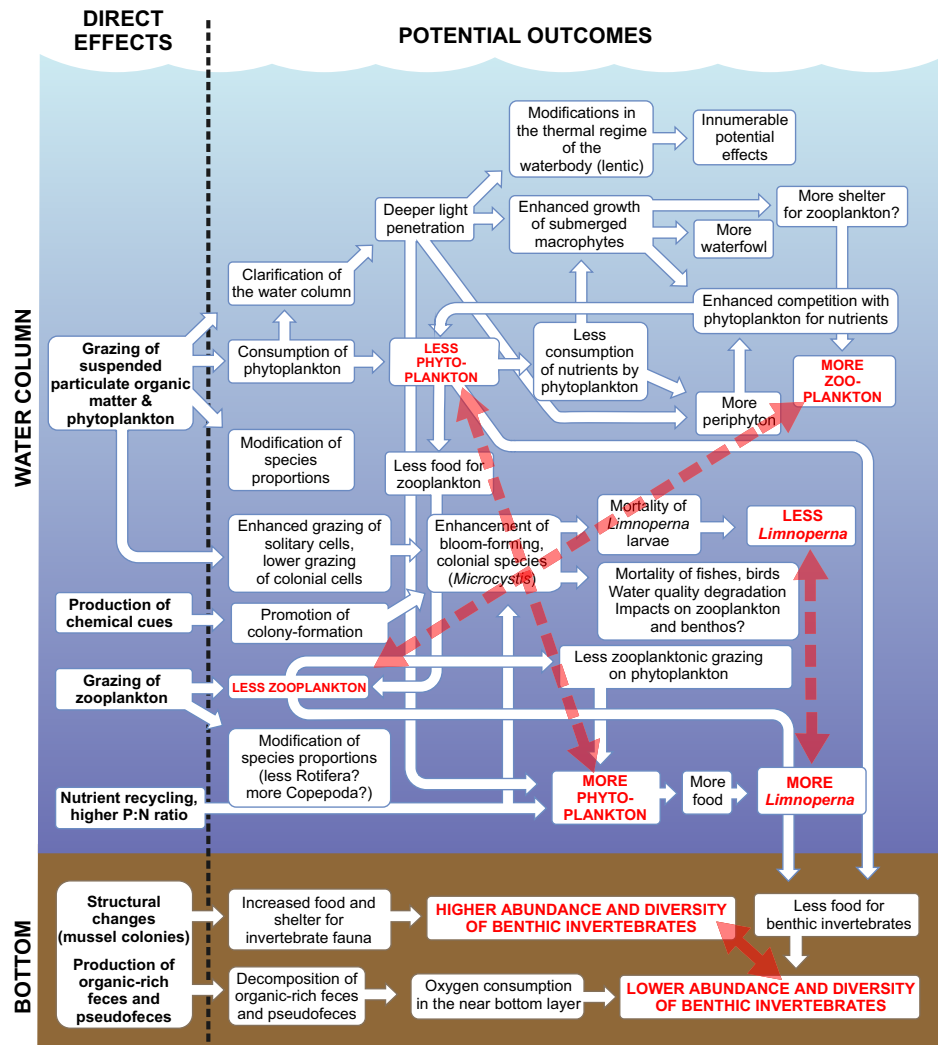 DIRECT
EFFECTS
POTENTIAL OUTCOMES
WATER COLUMN
BOTTOM
Modifications in
the thermal regime
of the
waterbody (lentic)
Innumerable
potential
effects
Deeper light
penetration
Enhanced growth
of submerged
macrophytes
More shelter
for zooplankton?
More
waterfowl
Clarification of
the water column
Enhanced competition with
phytoplankton for nutrients
Grazing of
suspended
particulate organic
matter &
phytoplankton
Consumption of
phytoplankton
LESS
PHYTO-
PLANKTON
Less
consumption
of nutrients by
phytoplankton
MORE
ZOO-
PLANKTON
More
periphyton
Modification of
species
proportions
Less food for
zooplankton
Enhanced grazing of
solitary cells,
lower grazing
of colonial cells
Enhancement of
bloom-forming,
colonial species
(Microcystis)
Mortality of
Limnoperna
larvae
LESS
Limnoperna
Mortality of fishes, birds
Water quality degradation
Impacts on zooplankton
and benthos?
Production of
chemical cues
Promotion of
colony-formation
Less zooplanktonic grazing
on phytoplankton
Grazing of
zooplankton
LESS ZOOPLANKTON
Modification of
species proportions
(less Rotifera?
more Copepoda?)
Nutrient recycling,
higher P:N ratio
MORE
PHYTO-
PLANKTON
More
food
MORE
Limnoperna
Structural
changes
(mussel colonies)
Increased food and
shelter for
invertebrate fauna
HIGHER ABUNDANCE AND DIVERSITY
OF BENTHIC INVERTEBRATES
Less food for
benthic invertebrates
Production of
organic-rich
feces and
pseudofeces
Decomposition of
organic-rich feces
and pseudofeces
Oxygen consumption
in the near bottom layer
LOWER ABUNDANCE AND DIVERSITY
OF BENTHIC INVERTEBRATES